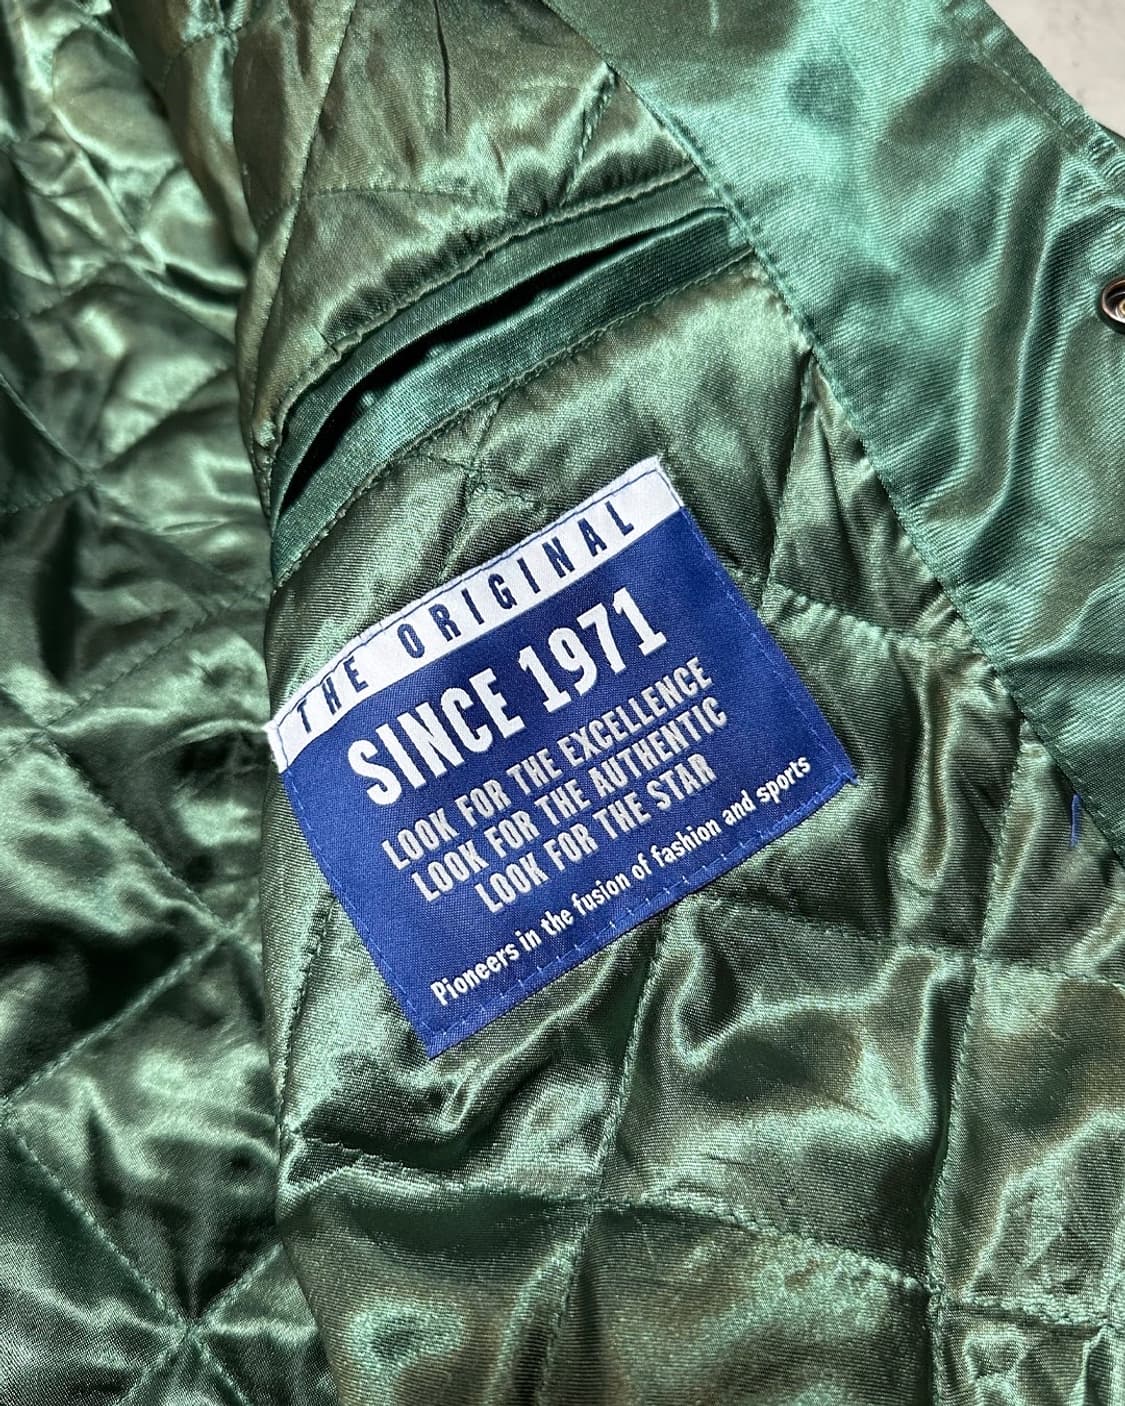 THE ORIGINAL
SINCE 1971
LOOK FOR THE EXCELLENCE
LOOK FOR THE AUTHENTIC
LOOK FOR THE STAR
Pioneers in the fusion of fashion and sports